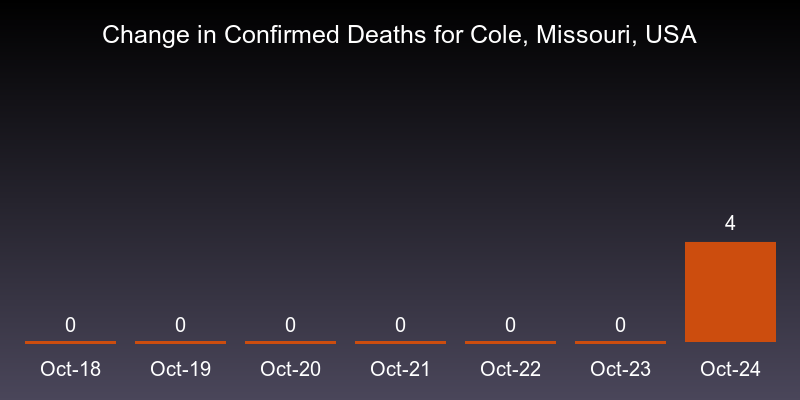 Change in Confirmed Deaths for Cole, Missouri, USA
4
0 0 0 0 0 0
Oct-18 Oct-19 Oct-20 Oct-21 Oct-22 Oct-23 Oct-24